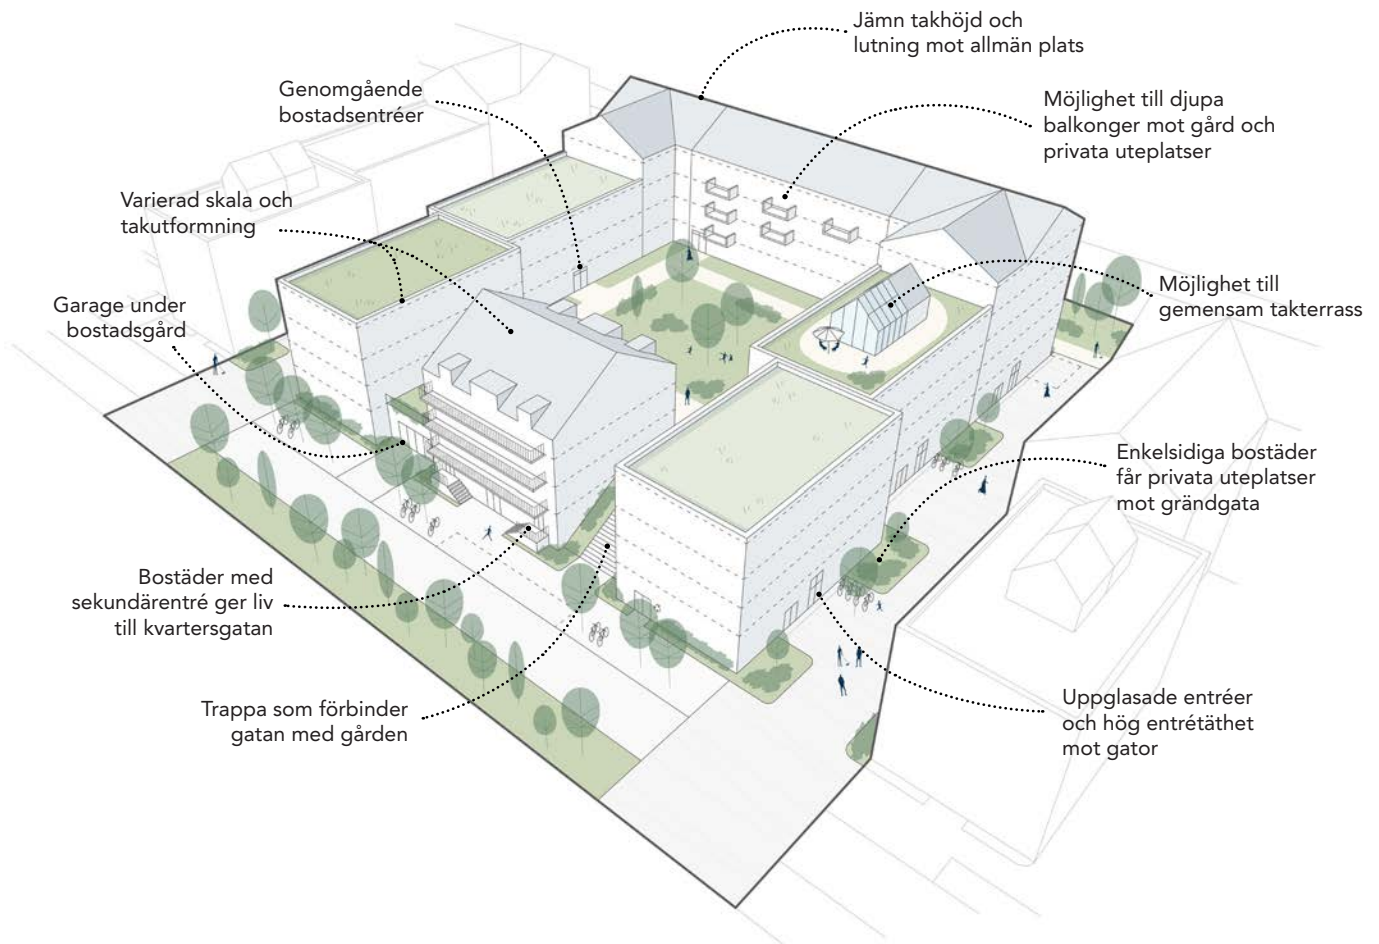 Jämn takhöjd och
lutning mot allmän plats
Genomgående
bostadsentréer
Möjlighet till djupa
balkonger mot gård och
privata uteplatser
Varierad skala och
takutformning
Möjlighet till
gemensam takterrass
Garage under
bostadsgård
Enkelsidiga bostäder
får privata uteplatser
mot grändgata
Bostäder med
sekundärentré ger liv
till kvartersgatan
Trappa som förbinder
gatan med gården
Uppglasade entréer
och hög entrétäthet
mot gator